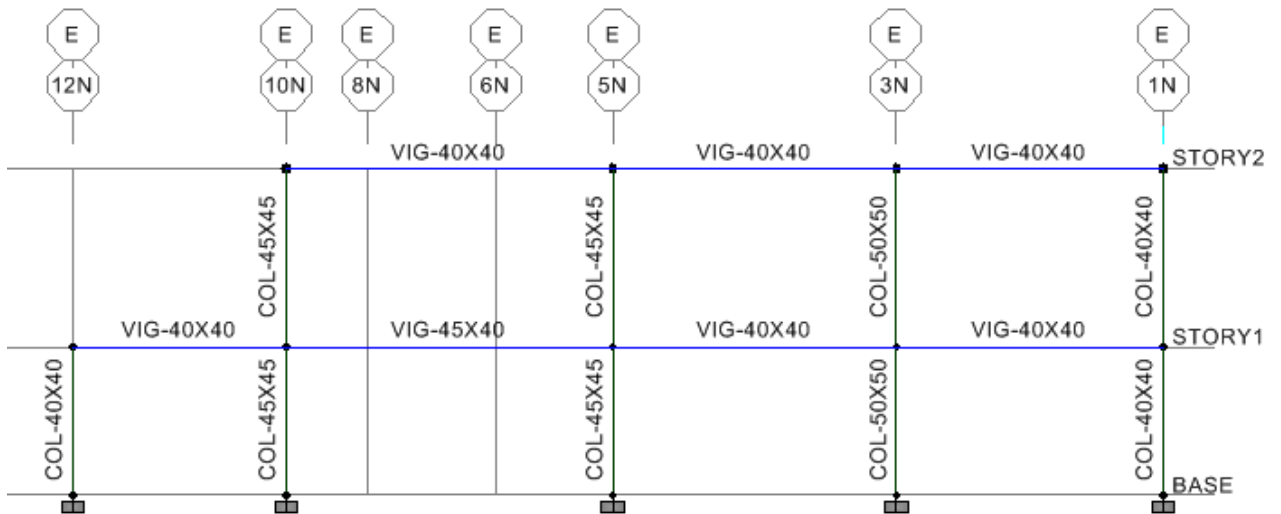 E E E E E E E
12N 10N 8N 6N 5N 3N 1N
VIG-40X40 VIG-40X40 VIG-40X40
STORY2
COL-45X45 COL-45X45 COL-50X50 COL-40X40
VIG-40X40 VIG-45X40 VIG-40X40 VIG-40X40
STORY1
COL-40X40 COL-45X45 COL-45X45 COL-50X50 COL-40X40
BASE